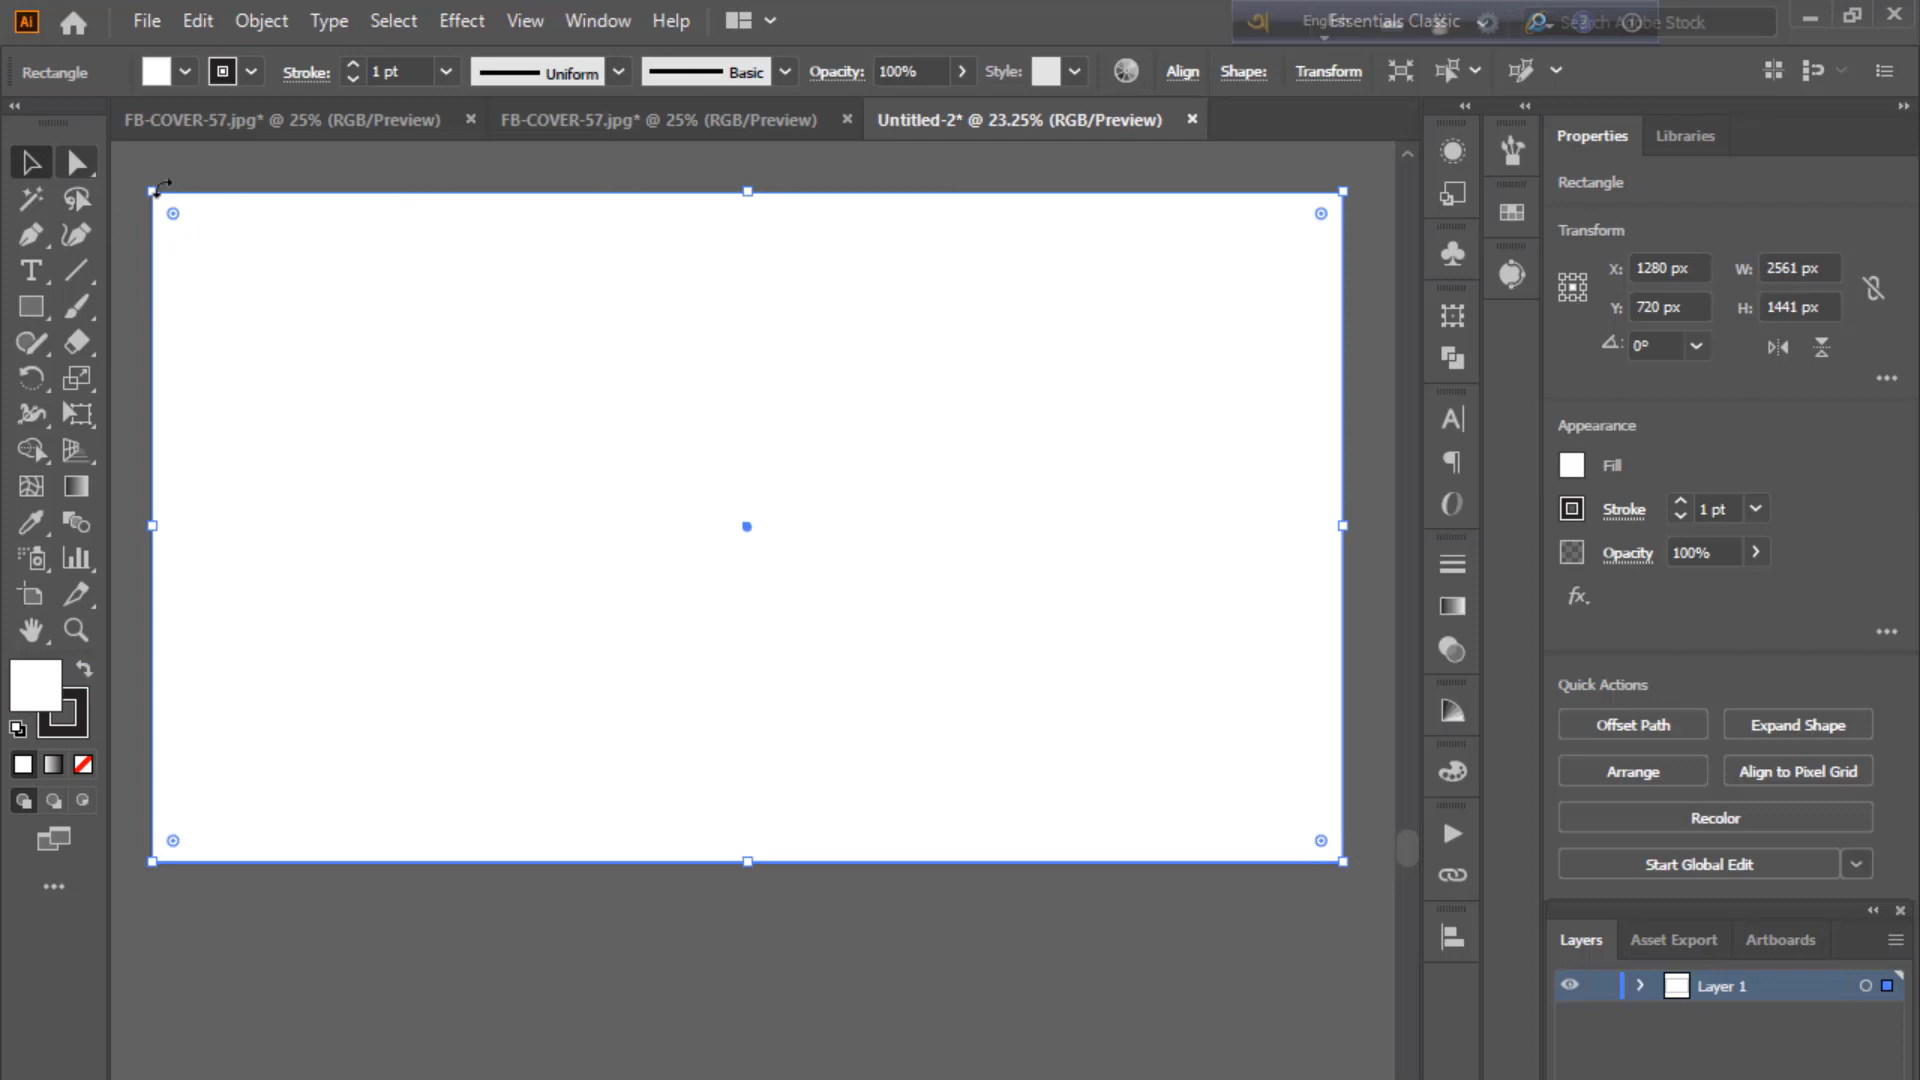 Ai File Edit Object Type Select Effect View Window Help English Essentials Classic Search Adobe Stock
Rectangle Stroke: 1 pt Uniform Basic Opacity: 100% Style: Align Shape: Transform
FB-COVER-57.jpg* @ 25% (RGB/Preview) FB-COVER-57.jpg* @ 25% (RGB/Preview) Untitled-2* @ 23.25% (RGB/Preview)
Properties Libraries
Rectangle
Transform
X: 1280 px W: 2561 px
Y: 720 px H: 1441 px
0°
Appearance
Fill
Stroke 1 pt
Opacity 100%
fx
Quick Actions
Offset Path Expand Shape
Arrange Align to Pixel Grid
Recolor
Start Global Edit
Layers Asset Export Artboards
Layer 1